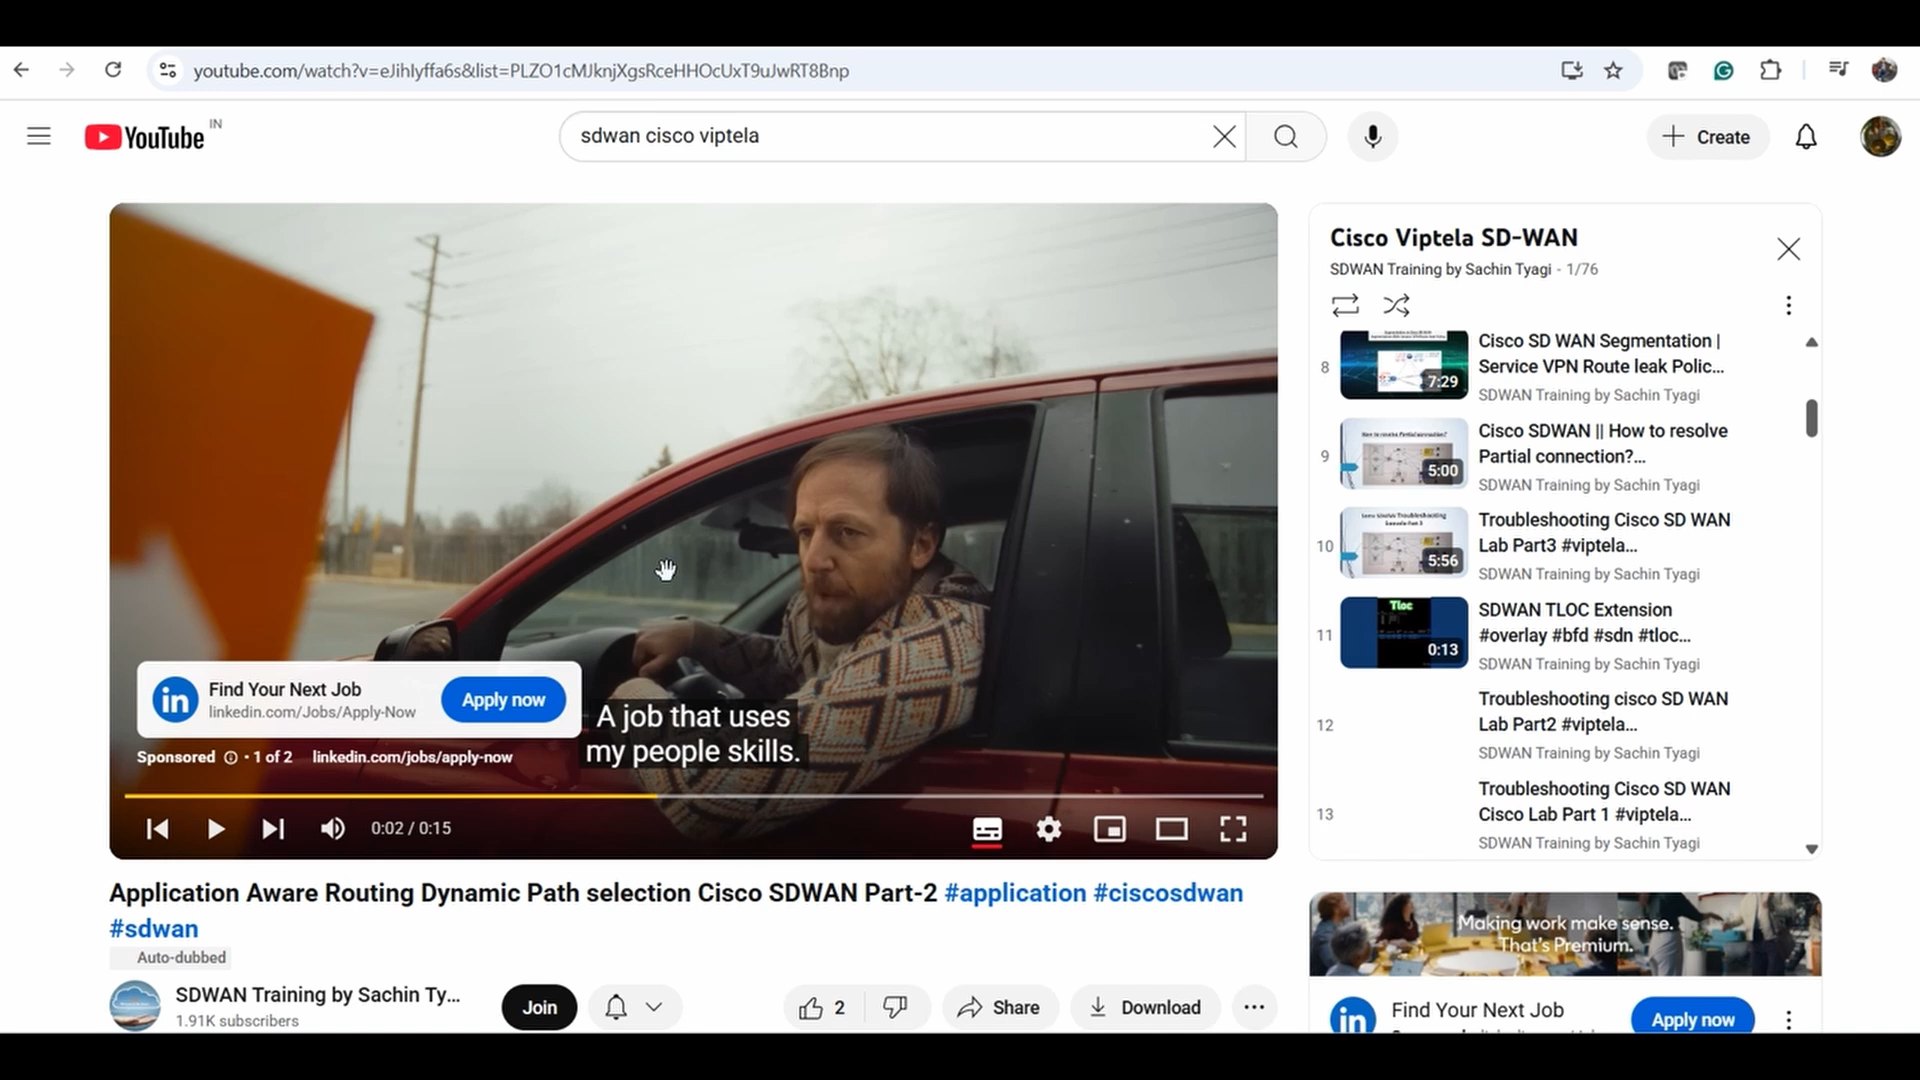 youtube.com/watch?v=eJihlyffa6s&list=PLZO1cMJknjXgsRceHHOcUxT9uJwRT8Bnp
YouTube IN
sdwan cisco viptela
Create
Find Your Next Job
linkedin.com/Jobs/Apply-Now
Apply now
A job that uses
my people skills.
Sponsored • 1 of 2 linkedin.com/jobs/apply-now
0:02 / 0:15
Application Aware Routing Dynamic Path selection Cisco SDWAN Part-2 #application #ciscosdwan
#sdwan
Auto-dubbed
SDWAN Training by Sachin Ty...
1.91K subscribers
Join
2
Share
Download
Cisco Viptela SD-WAN
SDWAN Training by Sachin Tyagi - 1/76
8
7:29
Cisco SD WAN Segmentation |
Service VPN Route leak Polic...
SDWAN Training by Sachin Tyagi
9
5:00
Cisco SDWAN || How to resolve
Partial connection?...
SDWAN Training by Sachin Tyagi
10
5:56
Troubleshooting Cisco SD WAN
Lab Part3 #viptela...
SDWAN Training by Sachin Tyagi
11
Tloc
0:13
SDWAN TLOC Extension
#overlay #bfd #sdn #tloc...
SDWAN Training by Sachin Tyagi
12
Troubleshooting cisco SD WAN
Lab Part2 #viptela...
SDWAN Training by Sachin Tyagi
13
Troubleshooting Cisco SD WAN
Cisco Lab Part 1 #viptela...
SDWAN Training by Sachin Tyagi
Making work make sense.
That's Premium.
in
Find Your Next Job
Apply now